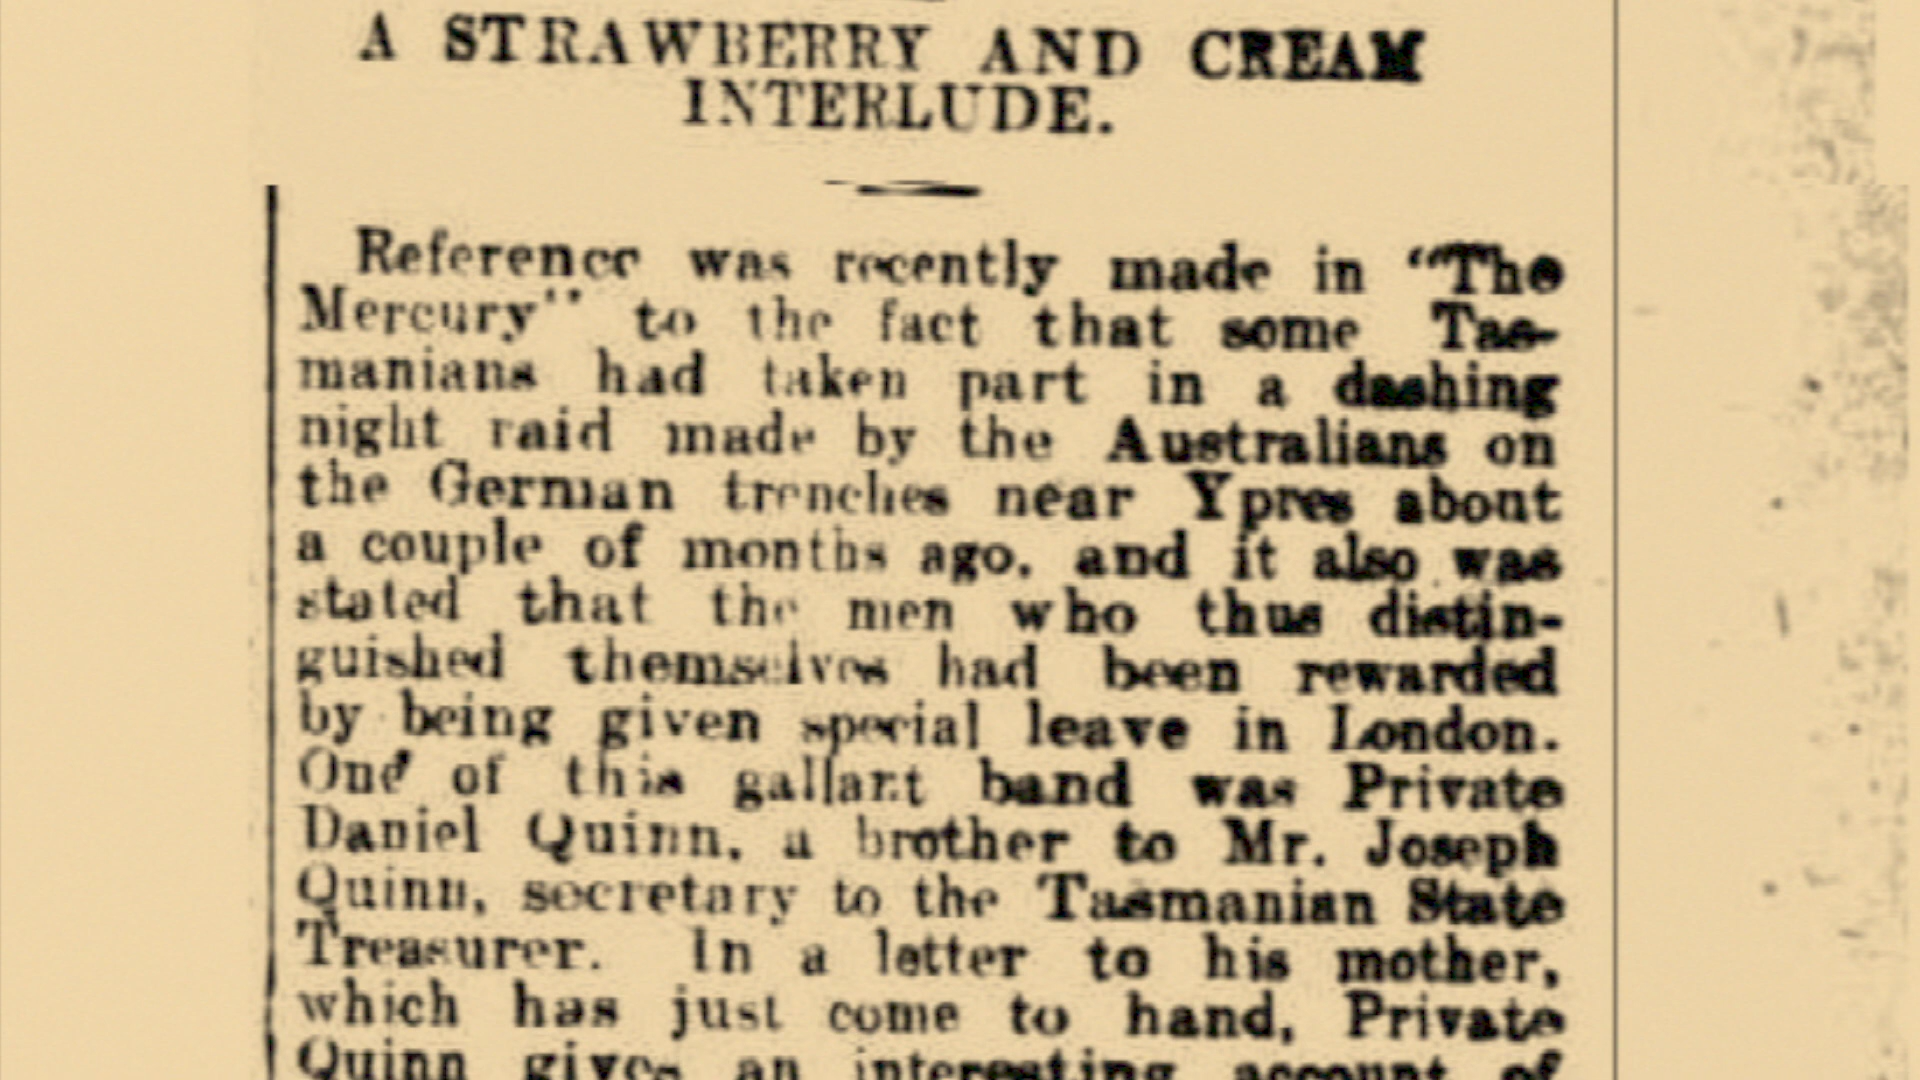 A STRAWBERRY AND CREAM
INTERLUDE.
Reference was recently made in "The
Mercury" to the fact that some Tas-
manians had taken part in a dashing
night raid made by the Australians on
the German trenches near Ypres about
a couple of months ago, and it also was
stated that the men who thus distin-
guished themselves had been rewarded
by being given special leave in London.
One of this gallant band was Private
Daniel Quinn, a brother to Mr. Joseph
Quinn, secretary to the Tasmanian State
Treasurer. In a letter to his mother,
which has just come to hand, Private
Quinn gives an interesting account of